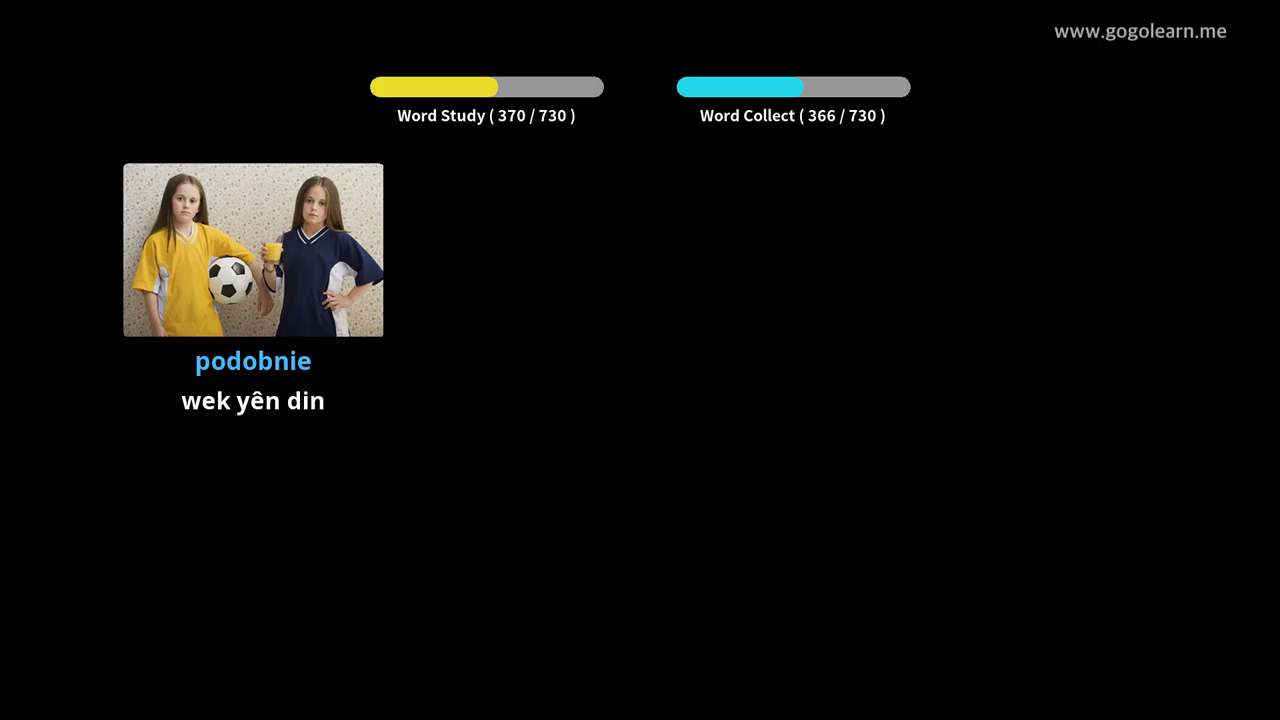 www.gogolearn.me
Word Study ( 370 / 730 )
Word Collect ( 366 / 730 )
podobnie
wek yên din